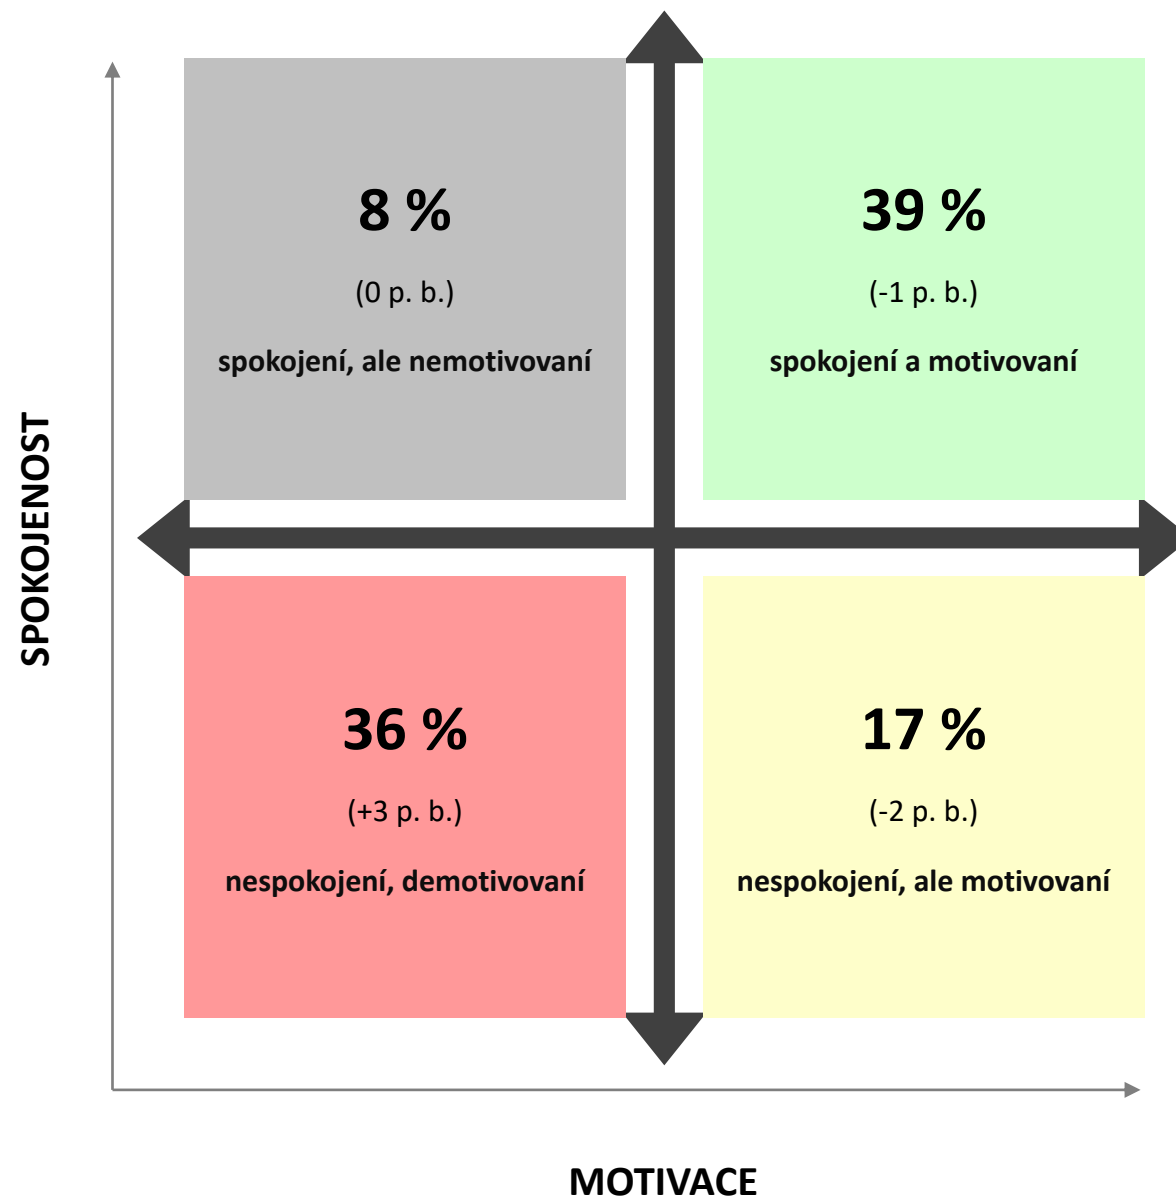 8 %
(0 p. b.)
spokojení, ale nemotivovaní
39 %
(-1 p. b.)
spokojení a motivovaní
SPOKOJENOST
36 %
(+3 p. b.)
nespokojení, demotivovaní
17 %
(-2 p. b.)
nespokojení, ale motivovaní
MOTIVACE